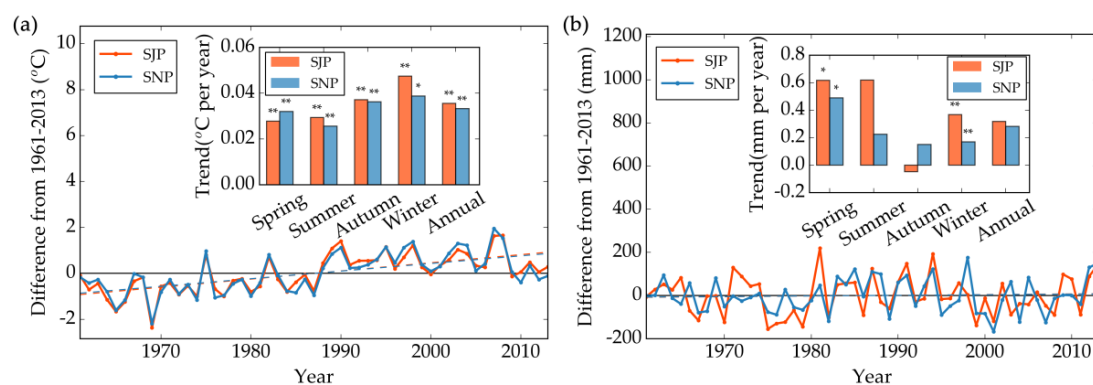 (a)
Difference from 1961-2013 (°C)
10
8
6
4
2
0
−2
SJP
SNP
Trend(°C per year)
0.06
0.04
0.02
0.00
SJP
SNP
** ** ** ** ** ** ** * ** **
Spring Summer Autumn Winter Annual
1970 1980 1990 2000 2010
Year
(b)
Difference from 1961-2013 (mm)
1200
1000
800
600
400
200
0
−200
SJP
SNP
Trend(mm per year)
0.8
0.6
0.4
0.2
0.0
−0.2
SJP
SNP
* * ** **
Spring Summer Autumn Winter Annual
1970 1980 1990 2000 2010
Year